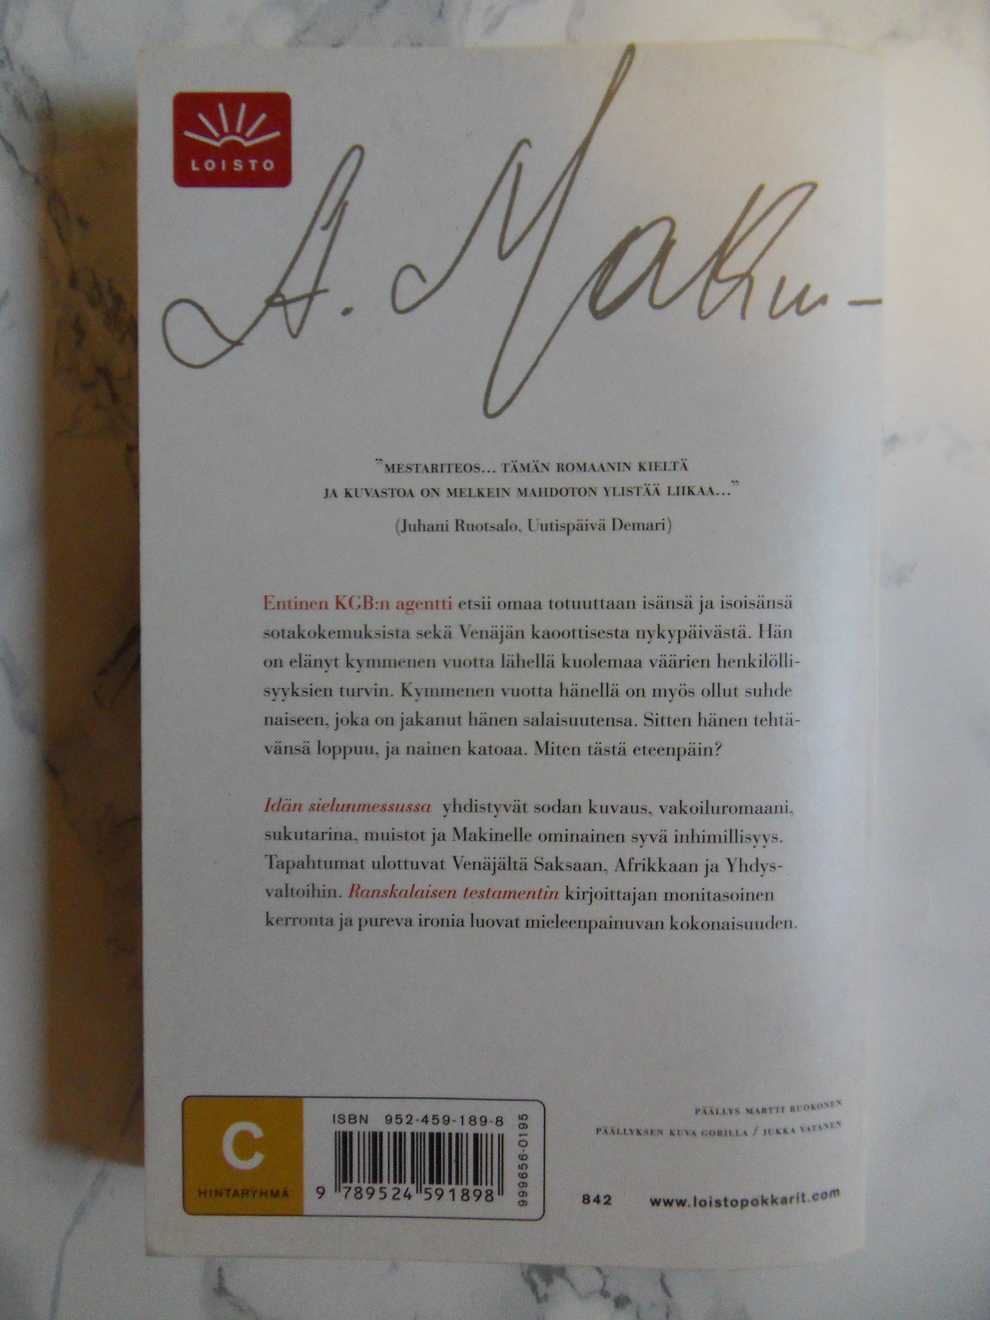 LOISTO
A. Makin–
”MESTARITEOS... TÄMÄN ROMAANIN KIELTÄ
JA KUVASTOA ON MELKEIN MAHDOTON YLISTÄÄ LIIKAA...”
(Juhani Ruotsalo, Uutispäivä Demari)
Entinen KGB:n agentti etsii omaa totuuttaan isänsä ja isoisänsä
sotakokemuksista sekä Venäjän kaoottisesta nykypäivästä. Hän
on elänyt kymmenen vuotta lähellä kuolemaa väärien henkilölli-
syyksien turvin. Kymmenen vuotta hänellä on myös ollut suhde
naiseen, joka on jakanut hänen salaisuutensa. Sitten hänen tehtä-
vänsä loppuu, ja nainen katoaa. Miten tästä eteenpäin?
Idän sielunmessussa yhdistyvät sodan kuvaus, vakoiluromaani,
sukutarina, muistot ja Makinelle ominainen syvä inhimillisyys.
Tapahtumat ulottuvat Venäjältä Saksaan, Afrikkaan ja Yhdys-
valtoihin. Ranskalaisen testamentin kirjoittajan monitasoinen
kerronta ja pureva ironia luovat mieleenpainuvan kokonaisuuden.
C
HINTARYHMÄ
ISBN 952-459-189-8
9 789524 591898
999656-0195
PÄÄLLYS MARTTI RUOKONEN
PÄÄLLYKSEN KUVA GORILLA / JUKKA VATANEN
842 www.loistopokkarit.com